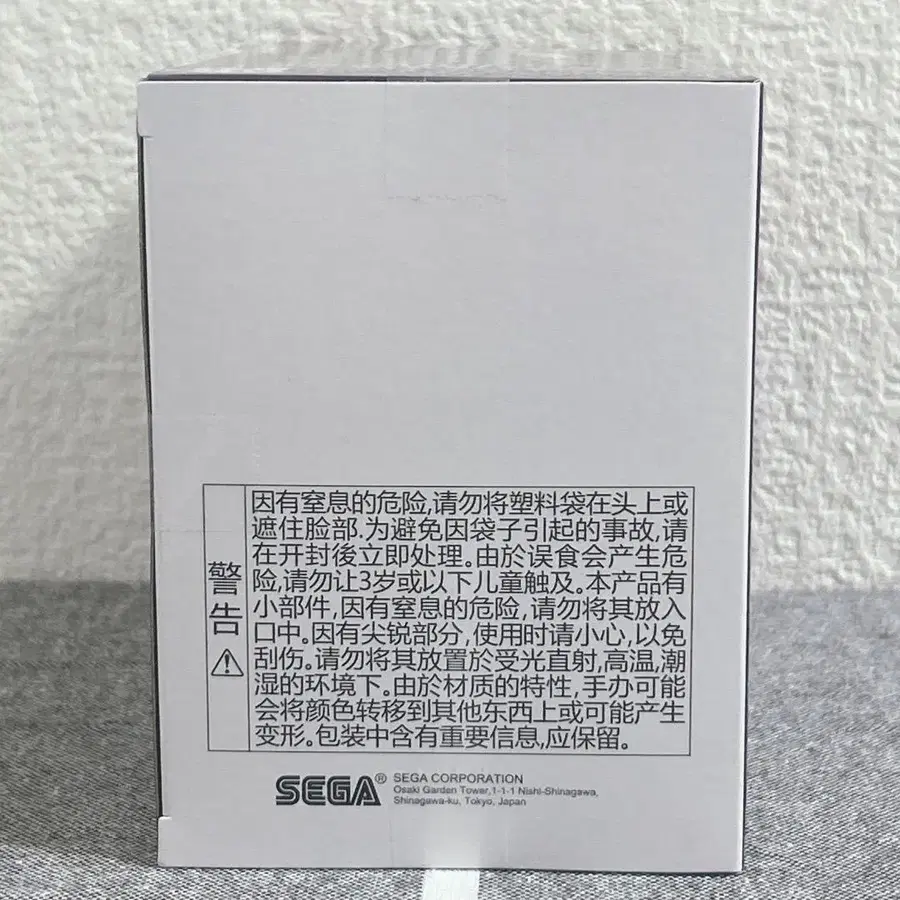 警告
因有窒息的危险,请勿将塑料袋在头上或
遮住脸部.为避免因袋子引起的事故,请
在开封後立即处理。由於误食会产生危
险,请勿让3岁或以下儿童触及。本产品有
小部件,因有窒息的危险,请勿将其放入
口中。因有尖锐部分,使用时请小心,以免
刮伤。请勿将其放置於受光直射,高温,潮
湿的环境下。由於材质的特性,手办可能
会将颜色转移到其他东西上或可能产生
变形。包装中含有重要信息,应保留。
SEGA® SEGA CORPORATION
Osaki Garden Tower,1-1-1 Nishi-Shinagawa,
Shinagawa-ku, Tokyo, Japan